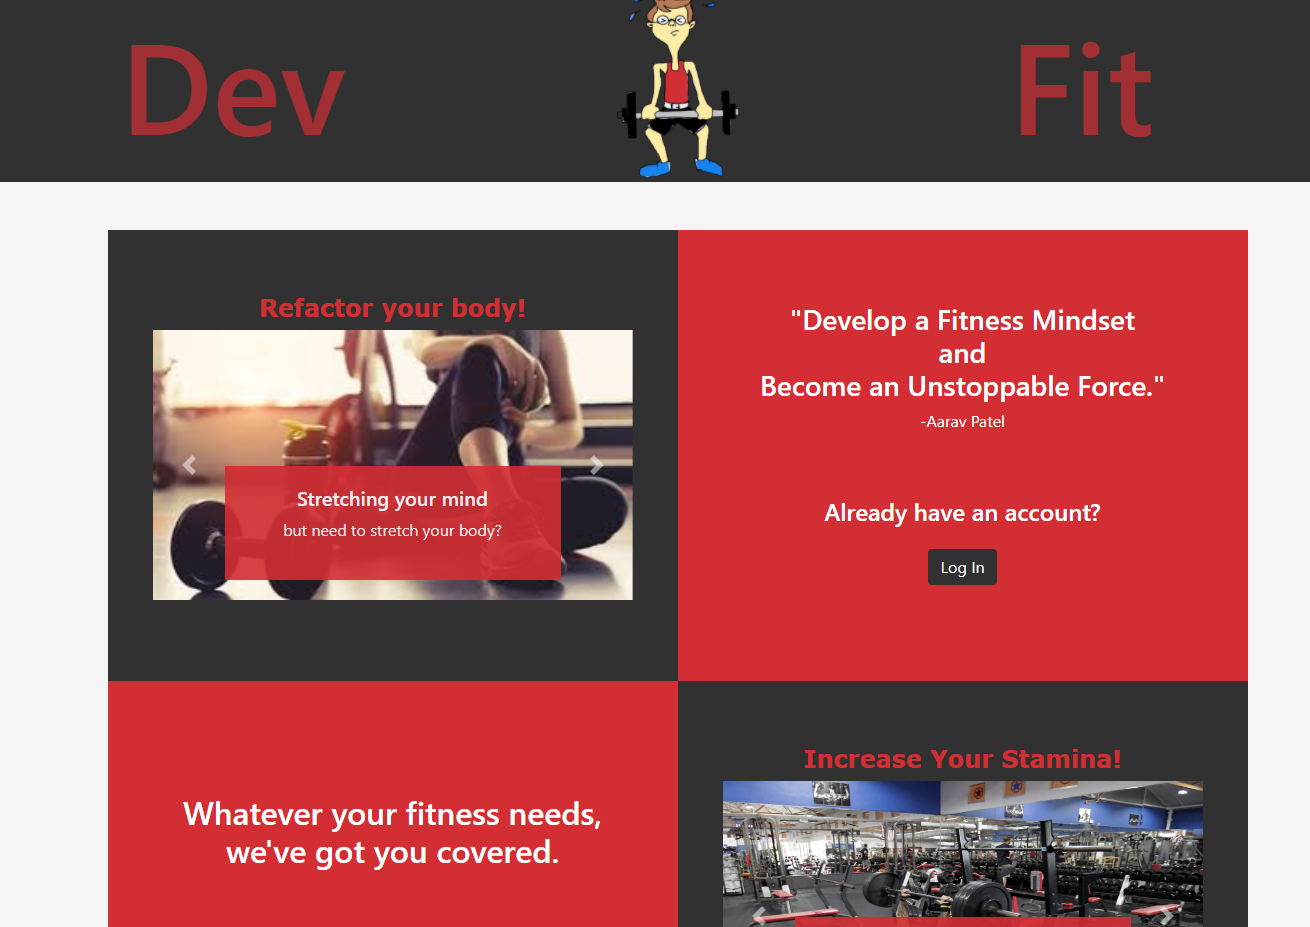 Dev Fit
Refactor your body!
Stretching your mind
but need to stretch your body?
"Develop a Fitness Mindset
and
Become an Unstoppable Force."
-Aarav Patel
Already have an account?
Log In
Whatever your fitness needs,
we've got you covered.
Increase Your Stamina!